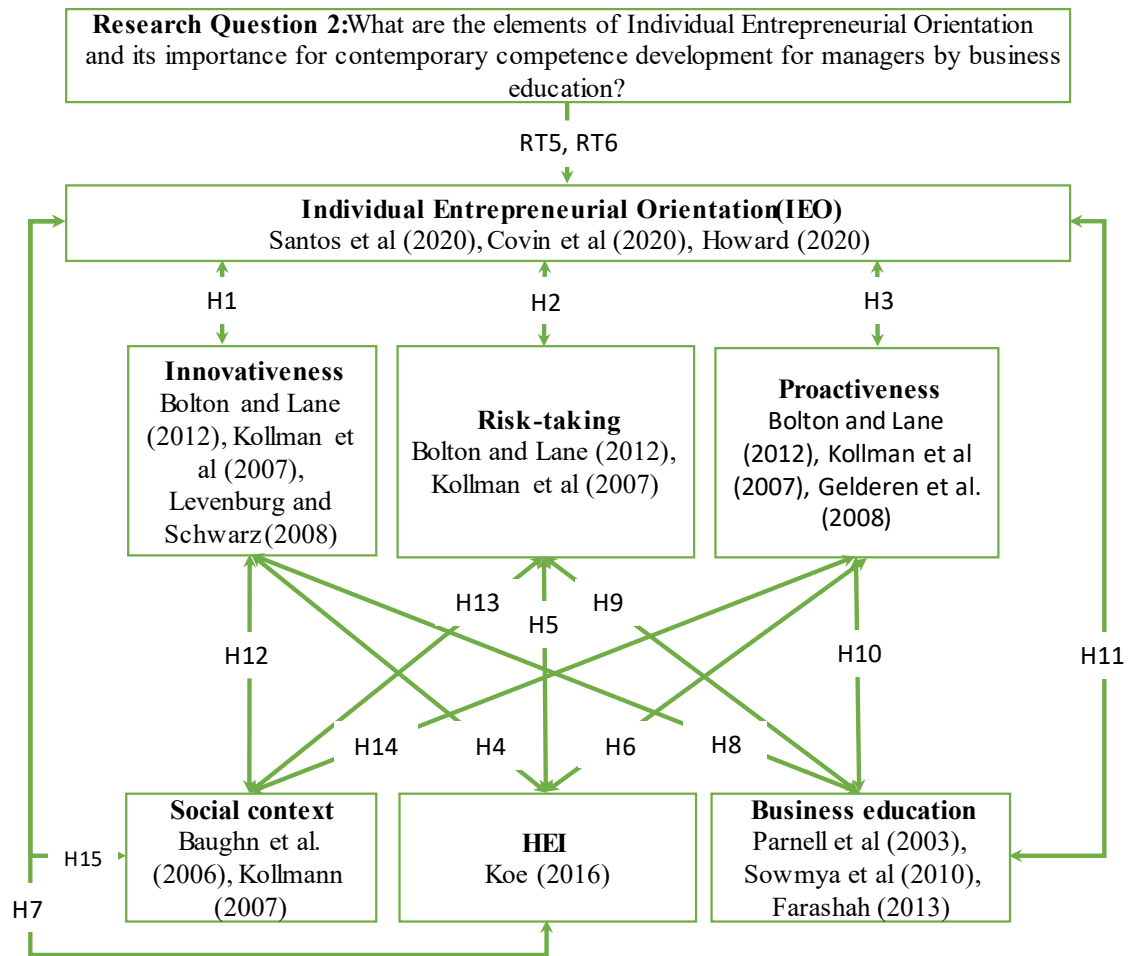 Research Question 2:What are the elements of Individual Entrepreneurial Orientation
and its importance for contemporary competence development for managers by business
education?
RT5, RT6
Individual Entrepreneurial Orientation(IEO)
Santos et al (2020), Covin et al (2020), Howard (2020)
H1
H2
H3
Innovativeness
Bolton and Lane
(2012), Kollman et
al (2007),
Levenburg and
Schwarz (2008)
Risk-taking
Bolton and Lane (2012),
Kollman et al (2007)
Proactiveness
Bolton and Lane
(2012), Kollman et al
(2007), Gelderen et al.
(2008)
H13
H9
H5
H12
H10
H11
H14
H4
H6
H8
Social context
Baughn et al.
(2006), Kollmann
(2007)
HEI
Koe (2016)
Business education
Parnell et al (2003),
Sowmya et al (2010),
Farashah (2013)
H15
H7